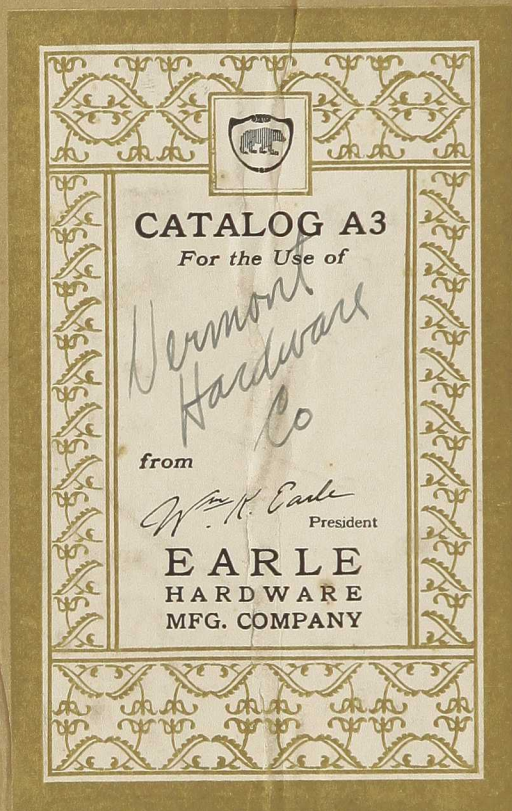 CATALOG A3
For the Use of
Vermont
Hardware
Co
from
Wm. K. Earle
President
EARLE
HARDWARE
MFG. COMPANY